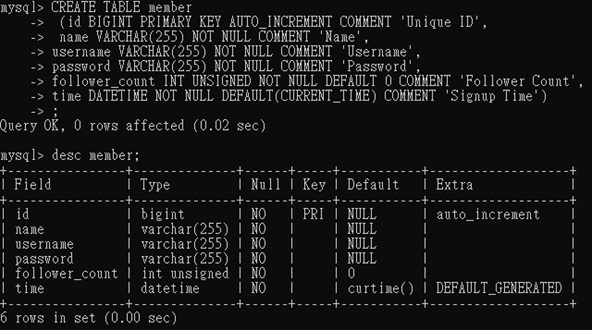 mysql> CREATE TABLE member
    ->  (id BIGINT PRIMARY KEY AUTO_INCREMENT COMMENT 'Unique ID',
    ->  name VARCHAR(255) NOT NULL COMMENT 'Name',
    -> username VARCHAR(255) NOT NULL COMMENT 'Username',
    -> password VARCHAR(255) NOT NULL COMMENT 'Password',
    -> follower_count INT UNSIGNED NOT NULL DEFAULT 0 COMMENT 'Follower Count',
    -> time DATETIME NOT NULL DEFAULT(CURRENT_TIME) COMMENT 'Signup Time')
    -> ;
Query OK, 0 rows affected (0.02 sec)

mysql> desc member;
+----------------+--------------+------+-----+-----------+-------------------+
| Field          | Type         | Null | Key | Default   | Extra             |
+----------------+--------------+------+-----+-----------+-------------------+
| id             | bigint       | NO   | PRI | NULL      | auto_increment    |
| name           | varchar(255) | NO   |     | NULL      |                   |
| username       | varchar(255) | NO   |     | NULL      |                   |
| password       | varchar(255) | NO   |     | NULL      |                   |
| follower_count | int unsigned | NO   |     | 0         |                   |
| time           | datetime     | NO   |     | curtime() | DEFAULT_GENERATED |
+----------------+--------------+------+-----+-----------+-------------------+
6 rows in set (0.00 sec)